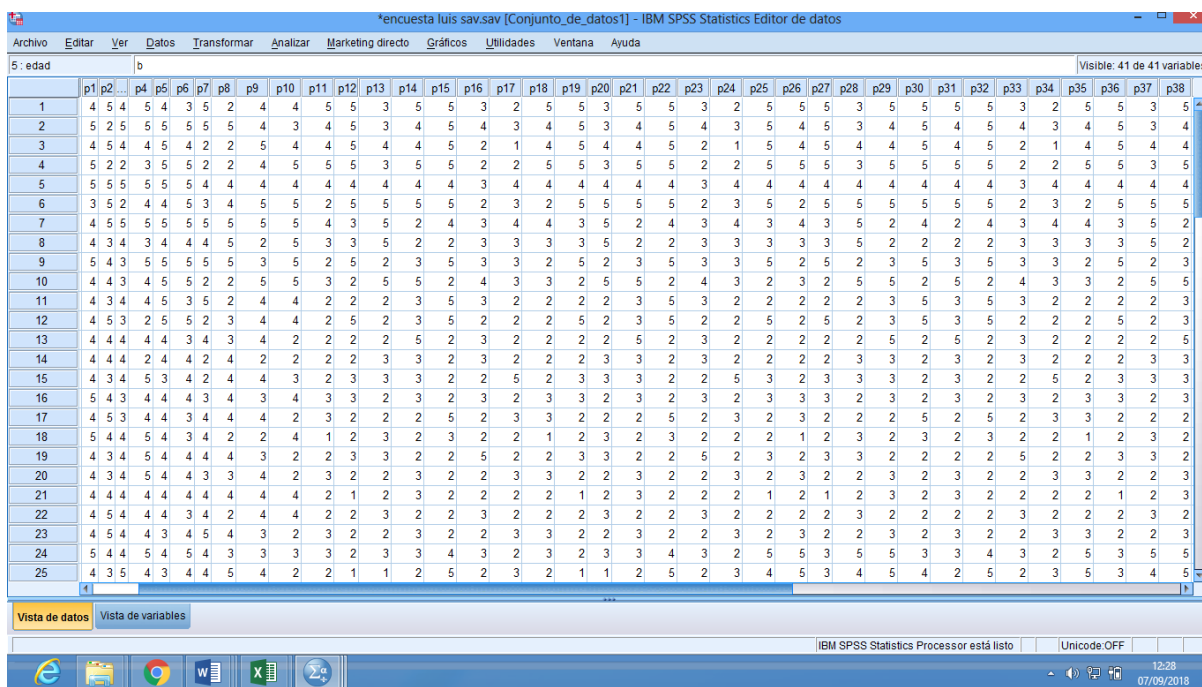 *encuesta luis sav.sav [Conjunto_de_datos1] - IBM SPSS Statistics Editor de datos
Archivo Editar Ver Datos Transformar Analizar Marketing directo Gráficos Utilidades Ventana Ayuda
5 : edad b Visible: 41 de 41 variable
p1 p2 ... p4 p5 p6 p7 p8 p9 p10 p11 p12 p13 p14 p15 p16 p17 p18 p19 p20 p21 p22 p23 p24 p25 p26 p27 p28 p29 p30 p31 p32 p33 p34 p35 p36 p37 p38
1 4 5 4 5 4 3 5 2 4 4 5 5 3 5 5 3 2 5 5 3 5 5 3 2 5 5 5 3 5 5 5 5 3 2 5 5 3 5
2 5 2 5 5 5 5 5 5 4 3 4 5 3 4 5 4 3 4 5 3 4 5 4 3 5 4 5 3 4 5 4 5 4 3 4 5 3 4
3 4 5 4 4 5 4 2 2 5 4 4 5 4 4 5 2 1 4 5 4 4 5 2 1 5 4 5 4 4 5 4 5 2 1 4 5 4 4
4 5 2 2 3 5 5 2 2 4 5 5 5 3 5 5 2 2 5 5 3 5 5 2 2 5 5 5 3 5 5 5 5 2 2 5 5 3 5
5 5 5 5 5 5 5 4 4 4 4 4 4 4 4 4 3 4 4 4 4 4 4 3 4 4 4 4 4 4 4 4 4 3 4 4 4 4 4
6 3 5 2 4 4 5 3 4 5 5 2 5 5 5 5 2 3 2 5 5 5 5 2 3 5 2 5 5 5 5 5 5 2 3 2 5 5 5
7 4 5 5 5 5 5 5 5 5 5 4 3 5 2 4 3 4 4 3 5 2 4 3 4 3 4 3 5 2 4 2 4 3 4 4 3 5 2
8 4 3 4 3 4 4 4 5 2 5 3 3 5 2 2 3 3 3 3 5 2 2 3 3 3 3 3 5 2 2 2 2 3 3 3 3 5 2
9 5 4 3 5 5 5 5 5 3 5 2 5 2 3 5 3 3 2 5 2 3 5 3 3 5 2 5 2 3 5 3 5 3 3 2 5 2 3
10 4 4 3 4 5 5 2 2 5 5 3 2 5 5 2 4 3 3 2 5 5 2 4 3 2 3 2 5 5 2 5 2 4 3 3 2 5 5
11 4 3 4 4 5 3 5 2 4 4 2 2 2 3 5 3 2 2 2 2 3 5 3 2 2 2 2 2 3 5 3 5 3 2 2 2 2 3
12 4 5 3 2 5 5 2 3 4 4 2 5 2 3 5 2 2 2 5 2 3 5 2 2 5 2 5 2 3 5 3 5 2 2 2 5 2 3
13 4 4 4 4 4 3 4 3 4 2 2 2 2 5 2 3 2 2 2 2 5 2 3 2 2 2 2 2 5 2 5 2 3 2 2 2 2 5
14 4 4 4 2 4 4 2 4 2 2 2 2 3 3 2 3 2 2 2 3 3 2 3 2 2 2 2 3 3 2 3 2 3 2 2 2 3 3
15 4 3 4 5 3 4 2 4 4 3 2 3 3 3 2 2 5 2 3 3 3 2 2 5 3 2 3 3 3 2 3 2 2 5 2 3 3 3
16 5 4 3 4 4 4 3 4 3 4 3 3 2 3 2 3 2 3 3 2 3 2 3 2 3 3 3 2 3 2 3 2 3 2 3 3 2 3
17 4 5 3 4 4 3 4 4 4 2 3 2 2 2 5 2 3 3 2 2 2 5 2 3 2 3 2 2 2 5 2 5 2 3 3 2 2 2
18 5 4 4 5 4 3 4 2 2 4 1 2 3 2 3 2 2 1 2 3 2 3 2 2 2 1 2 3 2 3 2 3 2 2 1 2 3 2
19 4 3 4 5 4 4 4 4 3 2 2 3 3 2 2 5 2 2 3 3 2 2 5 2 3 2 3 3 2 2 2 2 5 2 2 3 3 2
20 4 3 4 5 4 4 3 3 4 2 3 2 2 3 2 2 3 3 2 2 3 2 2 3 2 3 2 2 3 2 3 2 2 3 3 2 2 3
21 4 4 4 4 4 4 4 4 4 4 2 1 2 3 2 2 2 2 1 2 3 2 2 2 1 2 1 2 3 2 3 2 2 2 2 1 2 3
22 4 5 4 4 4 3 4 2 4 4 2 2 3 2 2 3 2 2 2 3 2 2 3 2 2 2 2 3 2 2 2 2 3 2 2 2 3 2
23 4 5 4 4 3 4 5 4 3 2 3 2 2 3 2 2 3 3 2 2 3 2 2 3 2 3 2 2 3 2 3 2 2 3 3 2 2 3
24 5 4 4 5 4 5 4 3 3 3 3 2 3 3 4 3 2 3 2 3 3 4 3 2 5 5 3 5 5 3 3 4 3 2 5 3 5 5
25 4 3 5 4 3 4 4 5 4 2 2 1 1 2 5 2 3 2 1 1 2 5 2 3 4 5 3 4 5 4 2 5 2 3 5 3 4 5
Vista de datos Vista de variables
IBM SPSS Statistics Processor está listo Unicode:OFF
12:28
07/09/2018